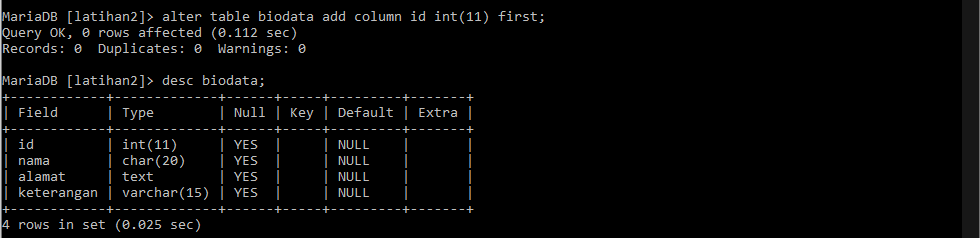 MariaDB [latihan2]> alter table biodata add column id int(11) first;
Query OK, 0 rows affected (0.112 sec)
Records: 0  Duplicates: 0  Warnings: 0
MariaDB [latihan2]> desc biodata;
+------------+-------------+------+-----+---------+-------+
| Field      | Type        | Null | Key | Default | Extra |
+------------+-------------+------+-----+---------+-------+
| id         | int(11)     | YES  |     | NULL    |       |
| nama       | char(20)    | YES  |     | NULL    |       |
| alamat     | text        | YES  |     | NULL    |       |
| keterangan | varchar(15) | YES  |     | NULL    |       |
+------------+-------------+------+-----+---------+-------+
4 rows in set (0.025 sec)